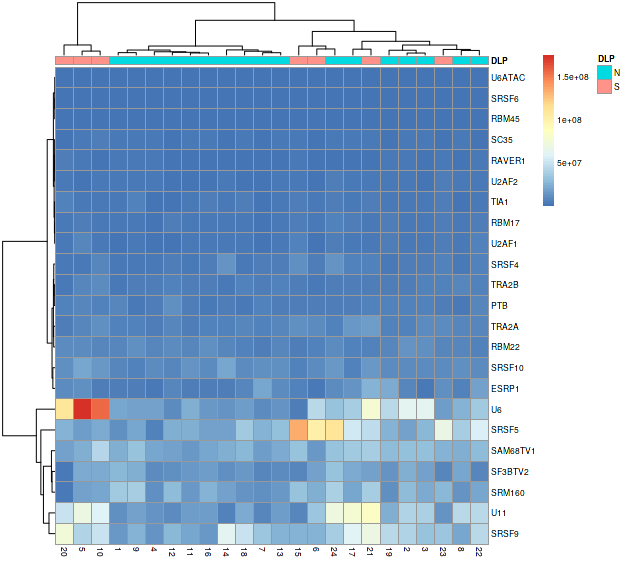 DLP
1.5e+08
1e+08
5e+07
DLP
N
S
U6ATAC
SRSF6
RBM45
SC35
RAVER1
U2AF2
TIA1
RBM17
U2AF1
SRSF4
TRA2B
PTB
TRA2A
RBM22
SRSF10
ESRP1
U6
SRSF5
SAM68TV1
SF3BTV2
SRM160
U11
SRSF9
20 5 10 1 9 4 12 11 16 14 18 7 13 15 6 24 17 21 19 2 3 23 8 22